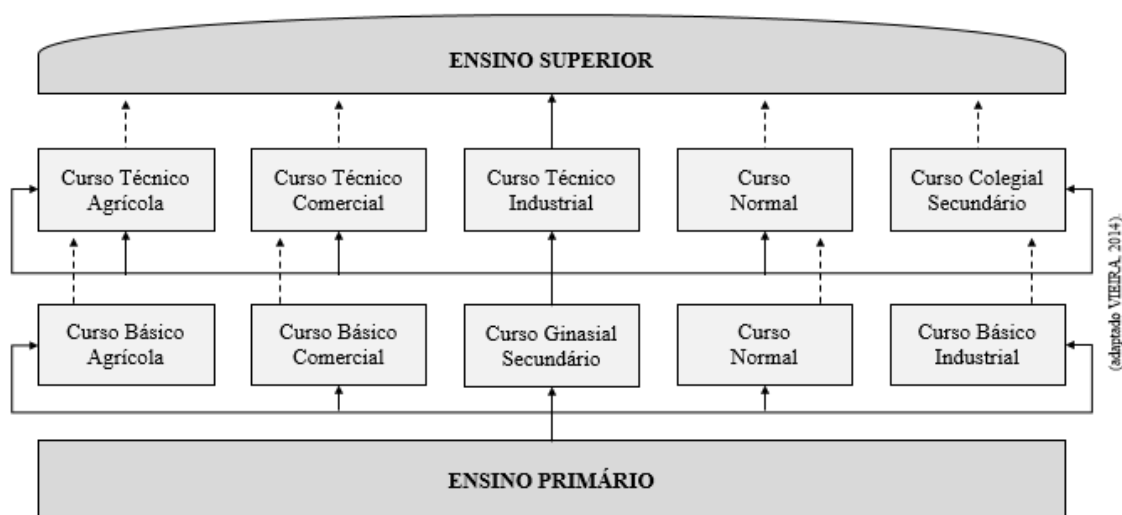 ENSINO SUPERIOR
Curso Técnico
Agrícola
Curso Técnico
Comercial
Curso Técnico
Industrial
Curso
Normal
Curso Colegial
Secundário
Curso Básico
Agrícola
Curso Básico
Comercial
Curso Ginasial
Secundário
Curso
Normal
Curso Básico
Industrial
ENSINO PRIMÁRIO
(adaptado VIEIRA, 2014).